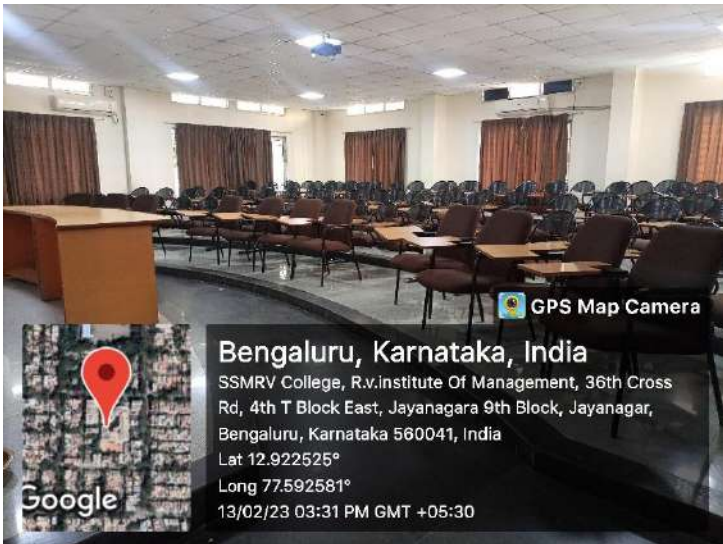 GPS Map Camera
Bengaluru, Karnataka, India
SSMRV College, R.v.institute Of Management, 36th Cross
Rd, 4th T Block East, Jayanagara 9th Block, Jayanagar,
Bengaluru, Karnataka 560041, India
Lat 12.922525°
Long 77.592581°
13/02/23 03:31 PM GMT +05:30
Google